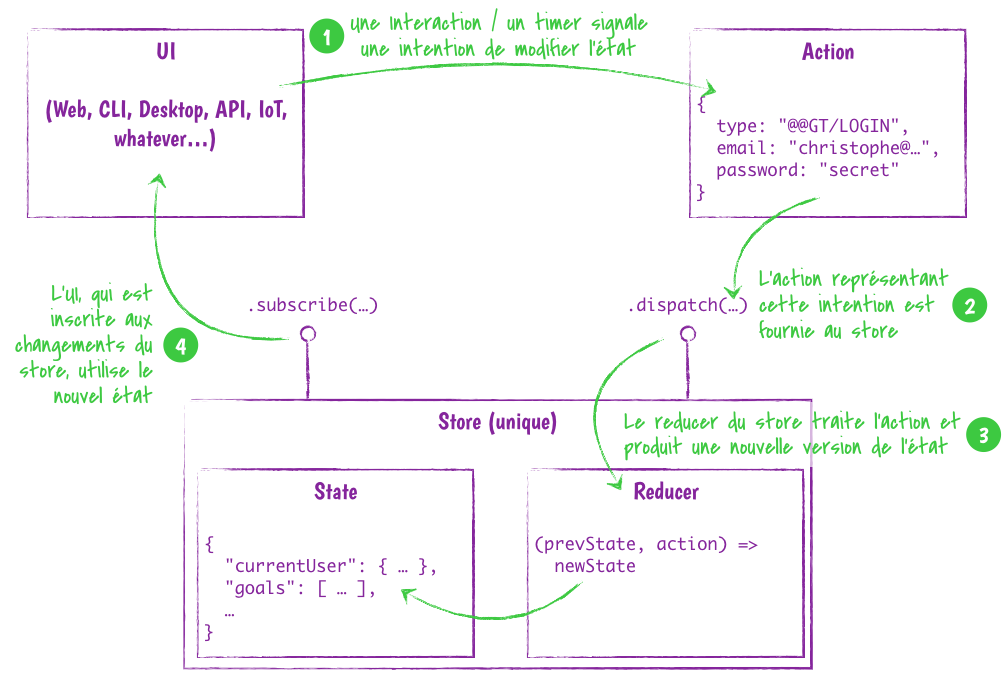 1
une interaction / un timer signale
une intention de modifier l'état
UI
(Web, CLI, Desktop, API, IoT,
whatever…)
Action
{
type: "@@GT/LOGIN",
email: "christophe@…",
password: "secret"
}
L'action représentant
cette intention est
fournie au store
2
.subscribe(…)
.dispatch(…)
L'UI, qui est
inscrite aux
changements du
store, utilise le
nouvel état
4
Store (unique)
Le reducer du store traite l'action et
produit une nouvelle version de l'état
3
State
{
"currentUser": { … },
"goals": [ … ],
…
}
Reducer
(prevState, action) =>
newState